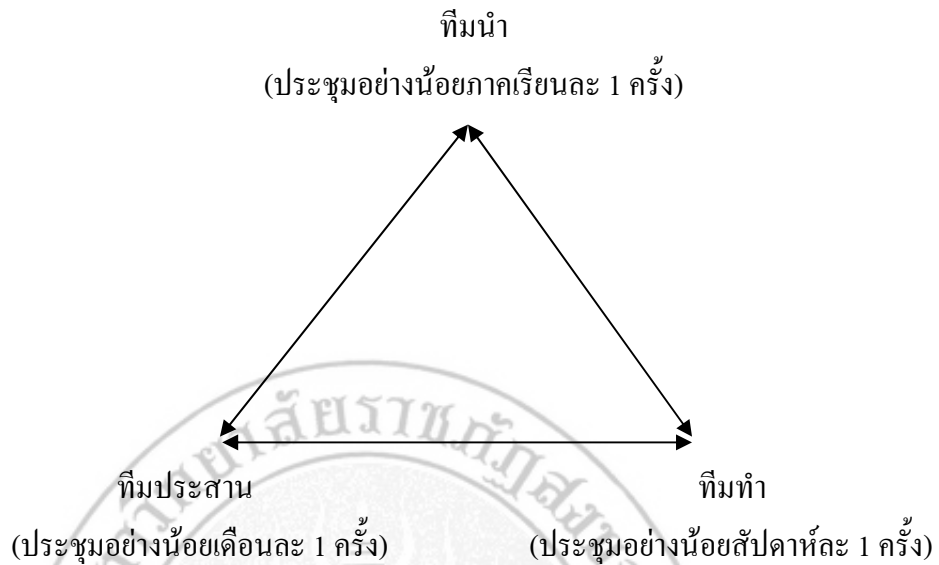 ทีมนำ
(ประชุมอย่างน้อยภาคเรียนละ 1 ครั้ง)
ทีมประสาน
ทีมทำ
(ประชุมอย่างน้อยเดือนละ 1 ครั้ง)
(ประชุมอย่างน้อยสัปดาห์ละ 1 ครั้ง)